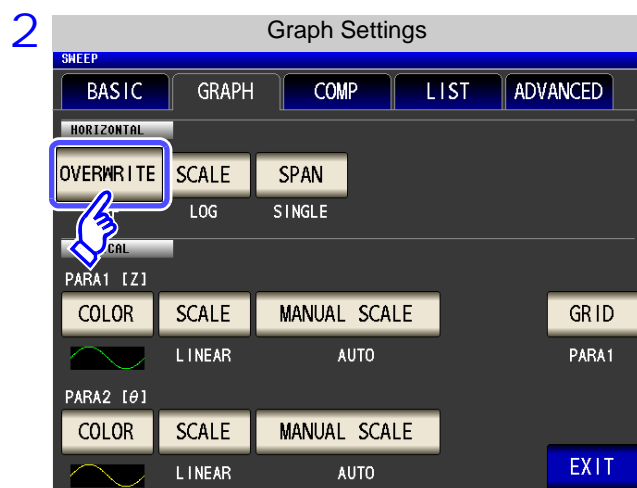 2
Graph Settings
SWEEP
BASIC GRAPH COMP LIST ADVANCED
HORIZONTAL
OVERWRITE SCALE SPAN
LOG SINGLE
CAL
PARA1 [Z]
COLOR SCALE MANUAL SCALE GRID
LINEAR AUTO PARA1
PARA2 [θ]
COLOR SCALE MANUAL SCALE
LINEAR AUTO
EXIT